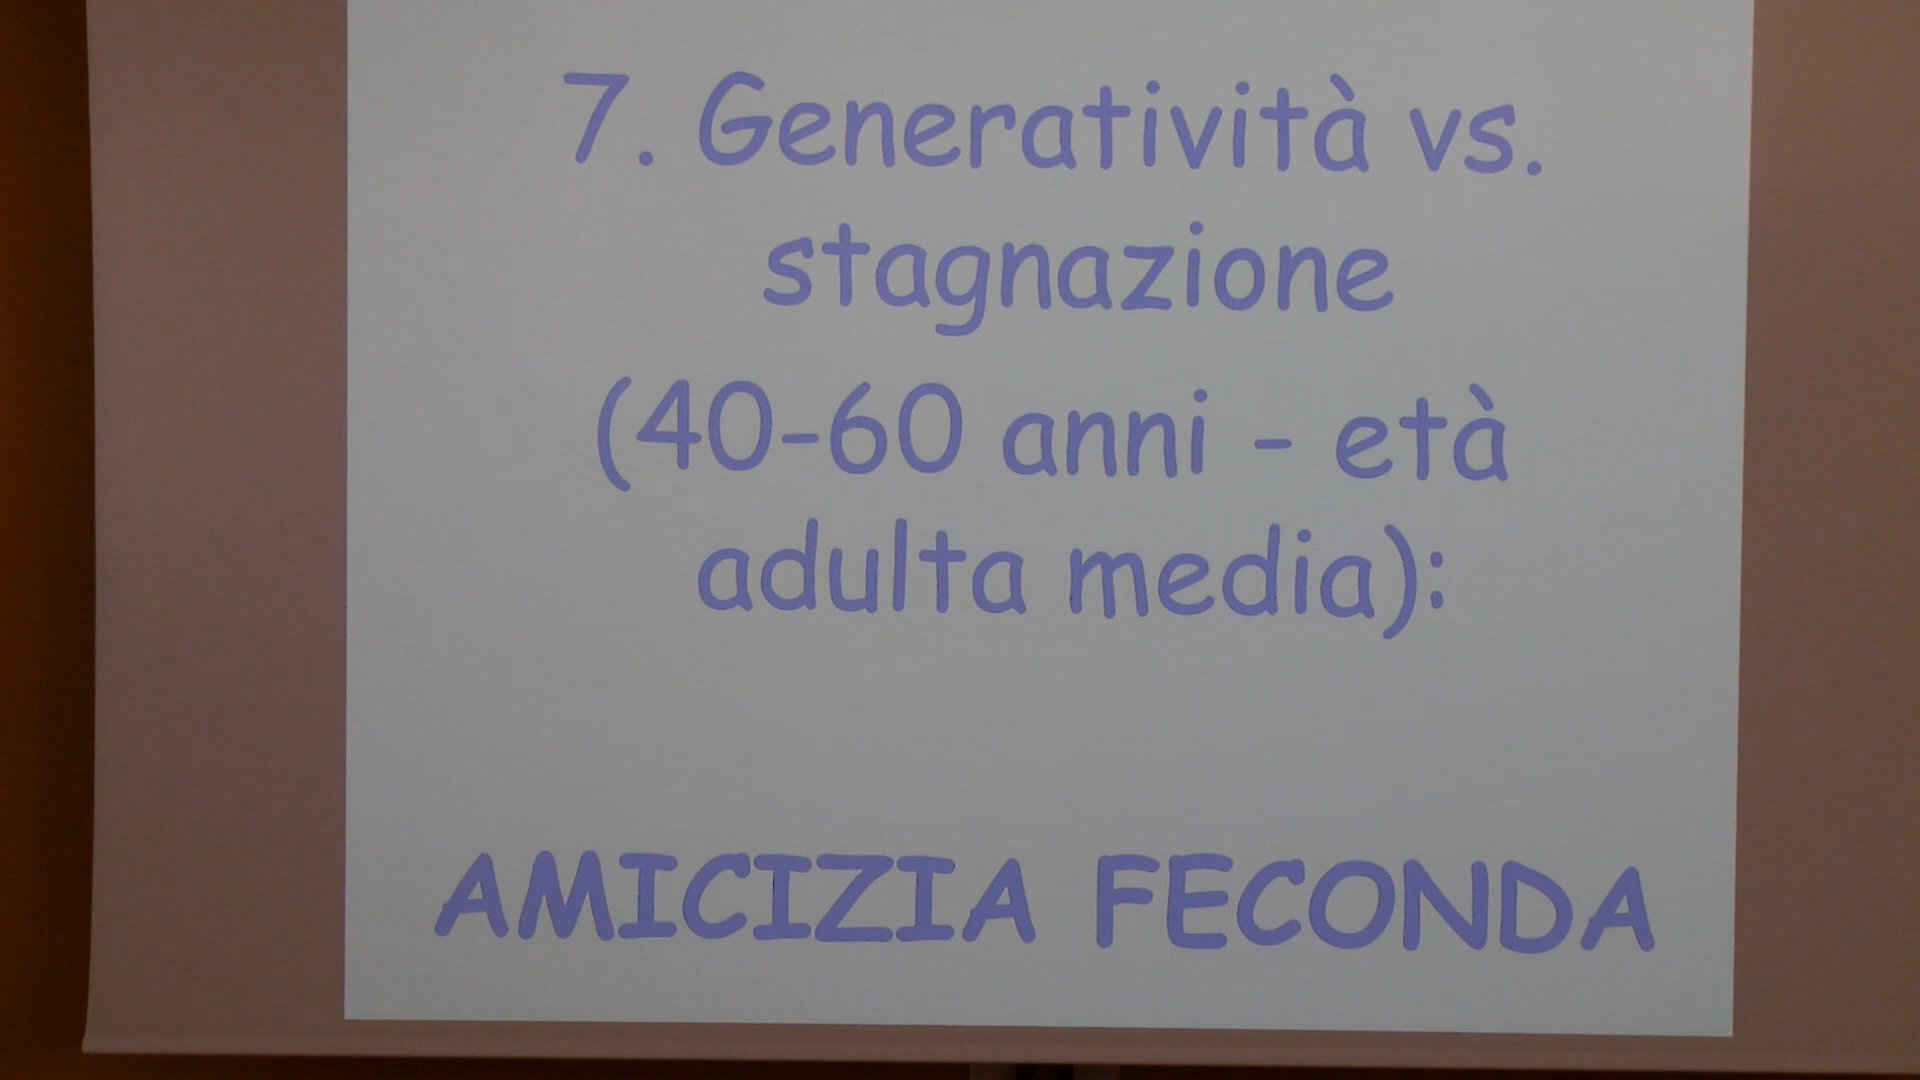 7. Generatività vs.
stagnazione
(40-60 anni - età
adulta media):
AMICIZIA FECONDA